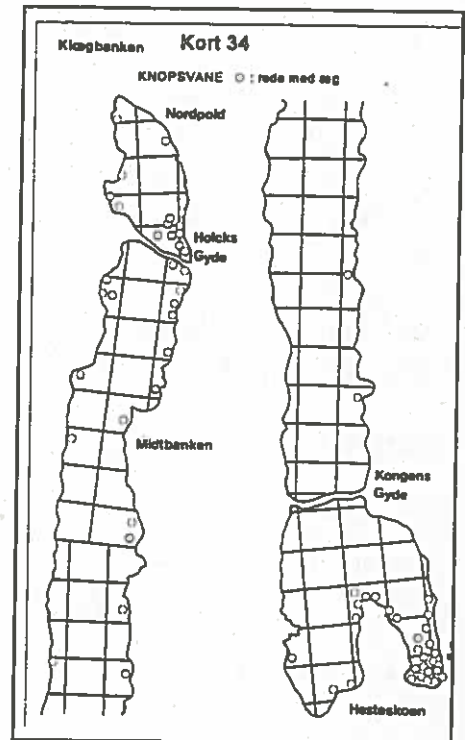 Klægbanken
Kort 34
KNOPSVANE O : rede med æg
Nordpold
Holcks
Gyde
Midtbanken
Kongens
Gyde
Hesteskoen